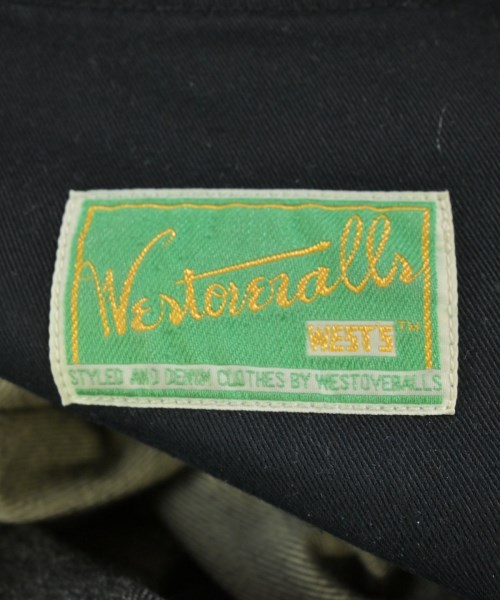 Westoveralls
WEST'S™
STYLED AND DENIM CLOTHES BY WESTOVERALLS